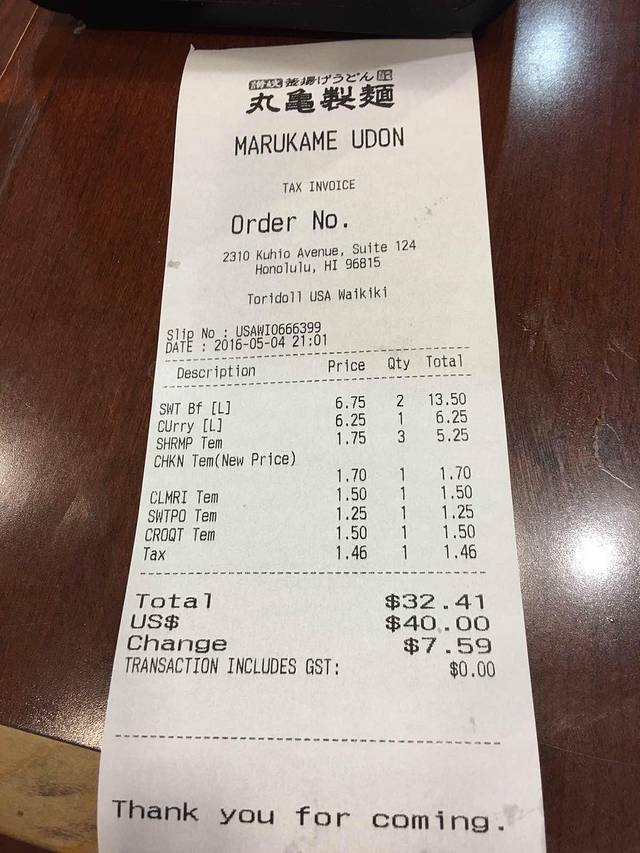 讃岐 釜揚げうどん
丸亀製麺
MARUKAME UDON
TAX INVOICE
Order No.
2310 Kuhio Avenue, Suite 124
Honolulu, HI 96815
Toridoll USA Waikiki
Slip No : USAWI0666399
DATE : 2016-05-04 21:01
Description Price Qty Total
SWT Bf [L] 6.75 2 13.50
CUrry [L] 6.25 1 6.25
SHRMP Tem 1.75 3 5.25
CHKN Tem(New Price)
1.70 1 1.70
CLMRI Tem 1.50 1 1.50
SWTPO Tem 1.25 1 1.25
CROQT Tem 1.50 1 1.50
Tax 1.46 1 1.46
Total $32.41
US$ $40.00
Change $7.59
TRANSACTION INCLUDES GST: $0.00
Thank you for coming.